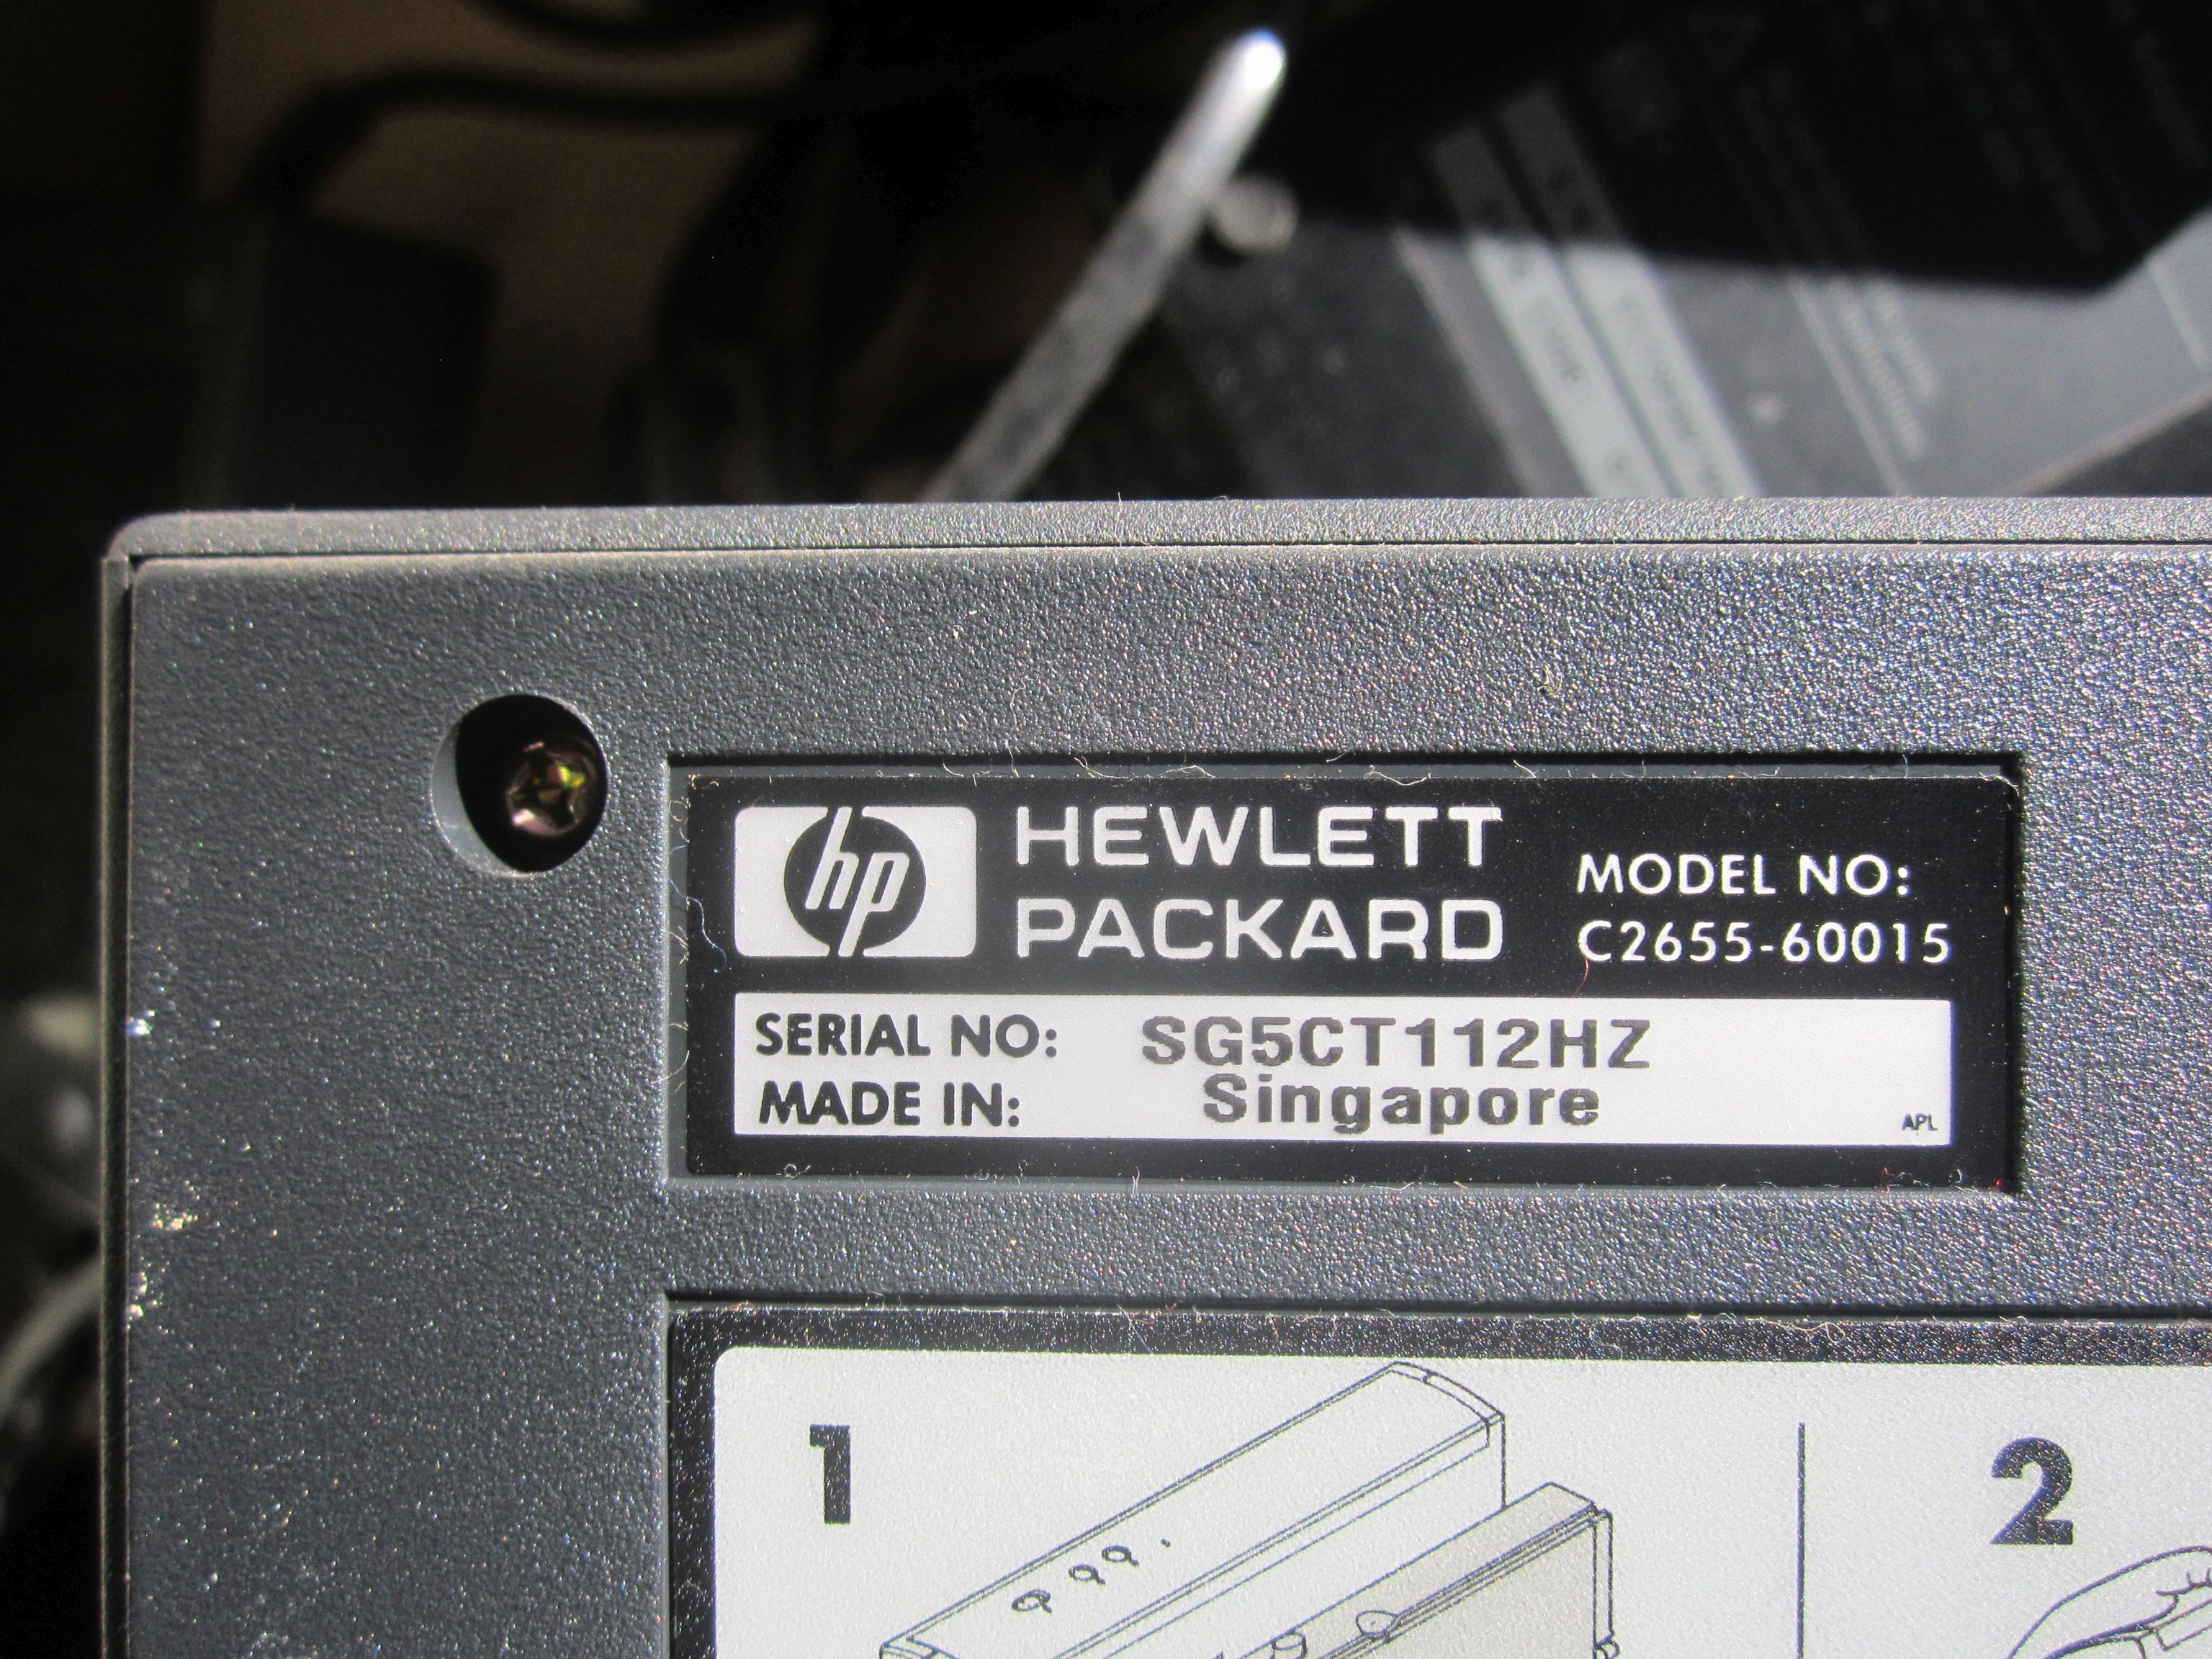 hp
HEWLETT
PACKARD
MODEL NO:
C2655-60015
SERIAL NO: SG5CT112HZ
MADE IN: Singapore
APL
1
2